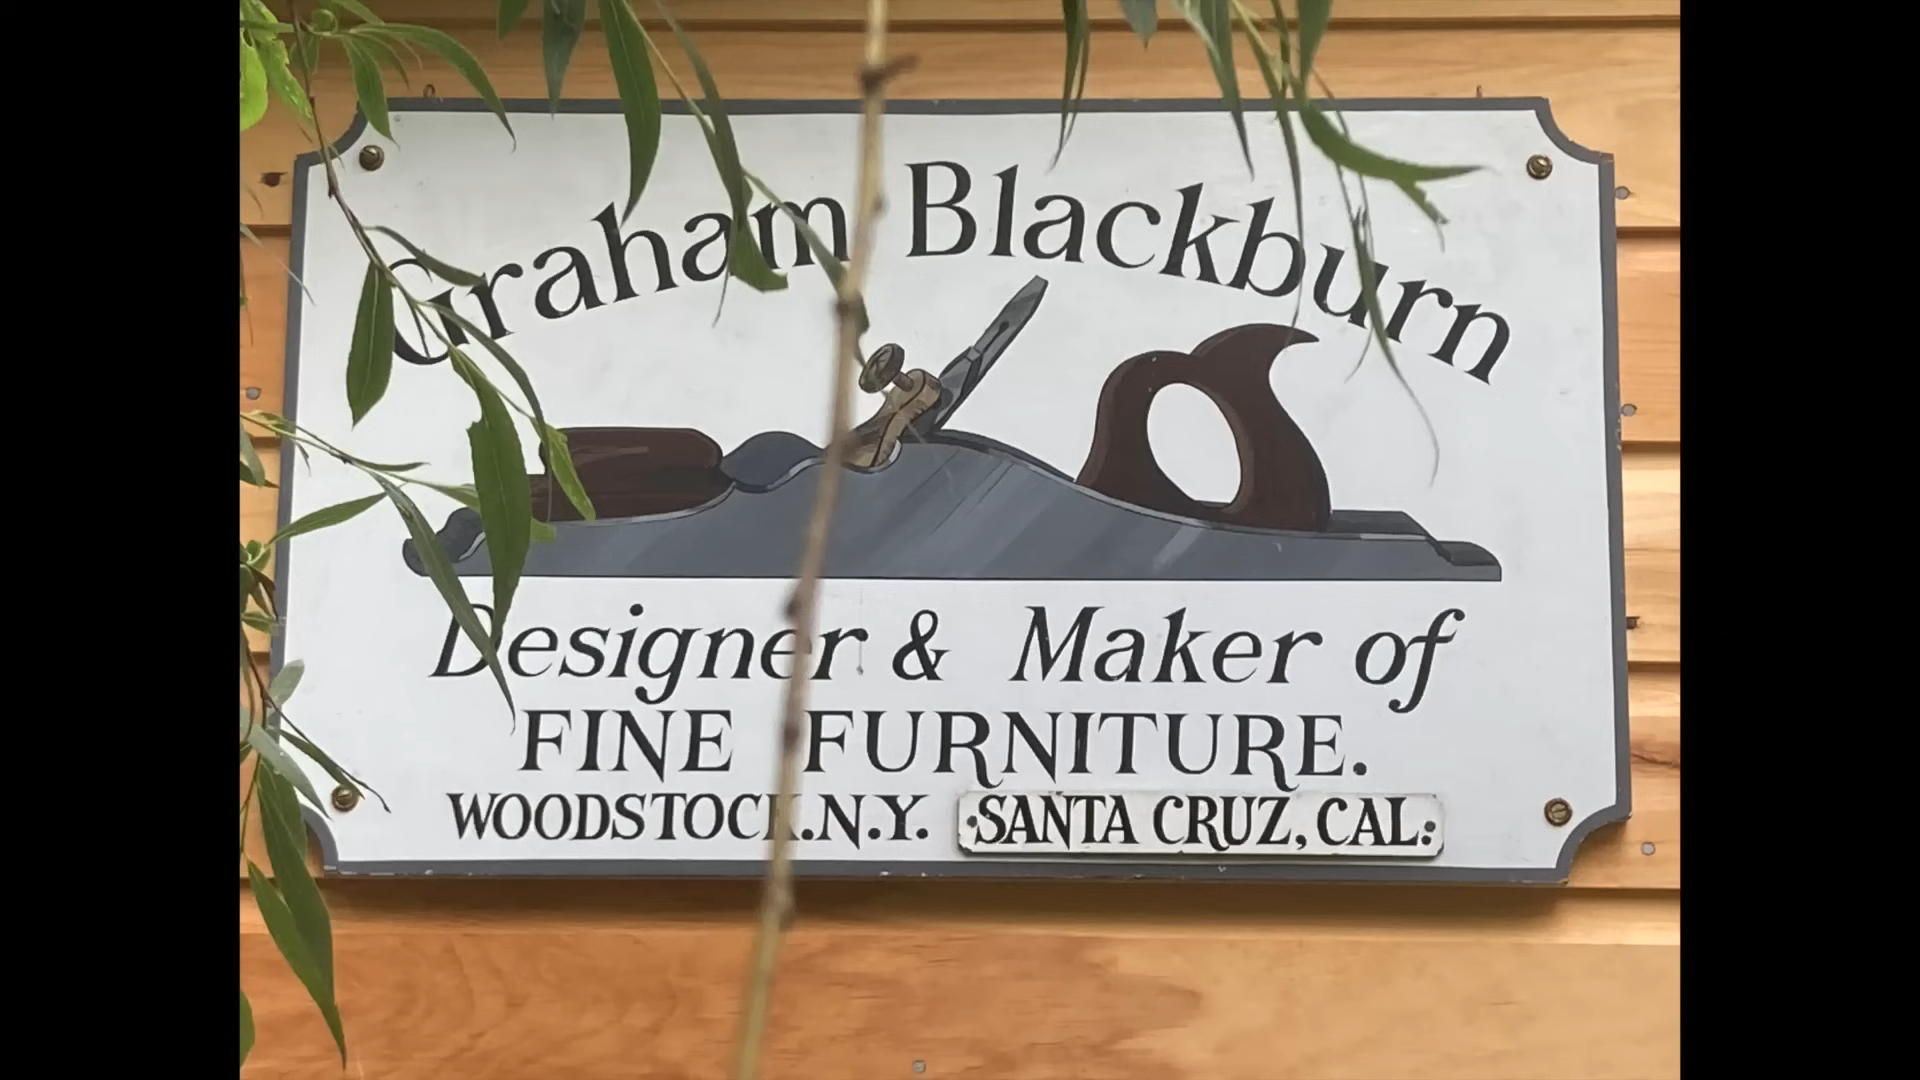 Graham Blackburn
Designer & Maker of
FINE FURNITURE.
WOODSTOCK.N.Y. SANTA CRUZ, CAL.